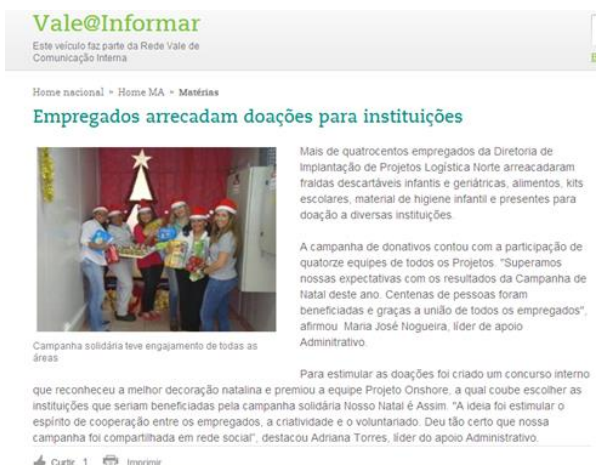 Vale@Informar
Este veículo faz parte da Rede Vale de
Comunicação Interna
Home nacional » Home MA » Matérias
Empregados arrecadam doações para instituições
Mais de quatrocentos empregados da Diretoria de
Implantação de Projetos Logística Norte arreacadaram
fraldas descartáveis infantis e geriátricas, alimentos, kits
escolares, material de higiene infantil e presentes para
doação a diversas instituições.
A campanha de donativos contou com a participação de
quatorze equipes de todos os Projetos. "Superamos
nossas expectativas com os resultados da Campanha de
Natal deste ano. Centenas de pessoas foram
beneficiadas e graças a união de todos os empregados",
afirmou Maria José Nogueira, líder de apoio
Adminitrativo.
Campanha solidária teve engajamento de todas as
áreas
Para estimular as doações foi criado um concurso interno
que reconheceu a melhor decoração natalina e premiou a equipe Projeto Onshore, a qual coube escolher as
instituições que seriam beneficiadas pela campanha solidária Nosso Natal é Assim. "A ideia foi estimular o
espírito de cooperação entre os empregados, a criatividade e o voluntariado. Deu tão certo que nossa
campanha foi compartilhada em rede social", destacou Adriana Torres, líder do apoio Administrativo.
Curtir 1 Imprimir